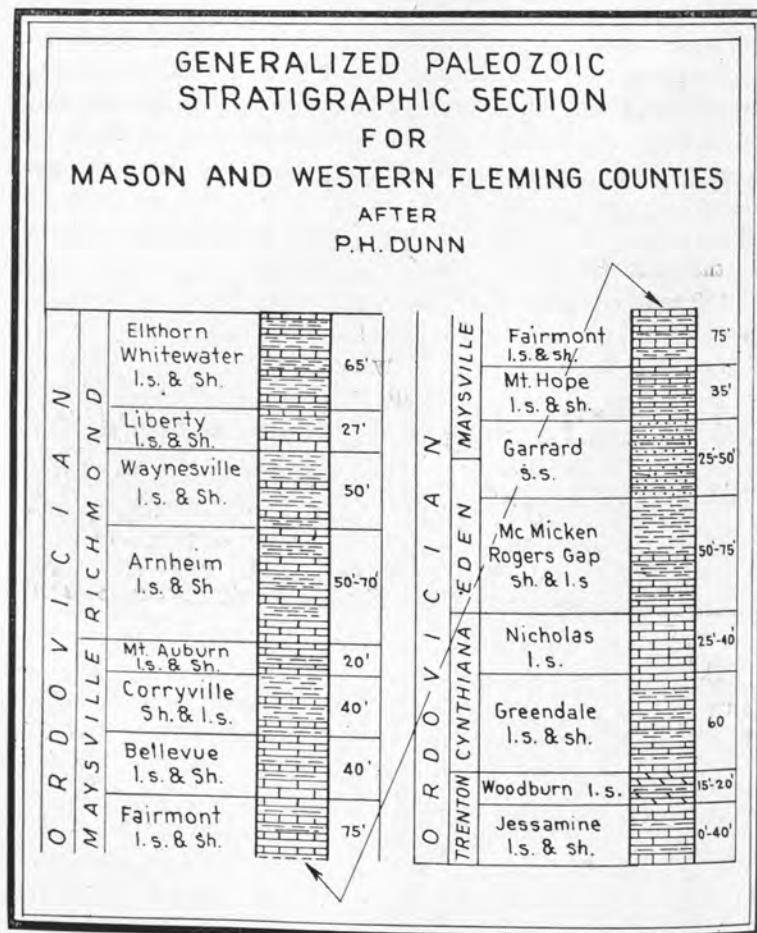 GENERALIZED PALEOZOIC
STRATIGRAPHIC SECTION
FOR
MASON AND WESTERN FLEMING COUNTIES
AFTER
P.H. DUNN
ORDOVICIAN
RICHMOND
Elkhorn
Whitewater
l.s. & Sh.
65'
Liberty
l.s. & Sh.
27'
Waynesville
l.s. & Sh.
50'
Arnheim
l.s. & Sh
50'-70'
MAYSVILLE
Mt. Auburn
l.s. & Sh.
20'
Corryville
Sh. & l.s.
40'
Bellevue
l.s. & Sh.
40'
Fairmont
l.s. & Sh.
75'
ORDOVICIAN
MAYSVILLE
Fairmont
l.s. & sh.
75'
Mt. Hope
l.s. & sh.
35'
Garrard
s.s.
25-50'
EDEN
Mc Micken
Rogers Gap
sh. & l.s
50'-75'
CYNTHIANA
Nicholas
l.s.
25'-40'
Greendale
l.s. & sh.
60
TRENTON
Woodburn l.s.
15'-20'
Jessamine
l.s. & sh.
0'-40'